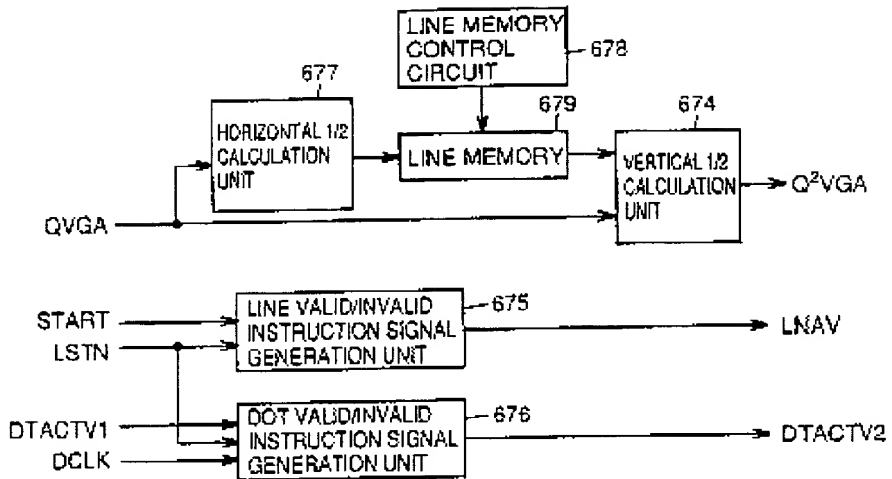 LINE MEMORY
CONTROL
CIRCUIT
678
677
679
674
HORIZONTAL 1/2
CALCULATION
UNIT
LINE MEMORY
VERTICAL 1/2
CALCULATION
UNIT
Q²VGA
QVGA
START
LSTN
LINE VALID/INVALID
INSTRUCTION SIGNAL
GENERATION UNIT
675
LNAV
DTACTV1
DCLK
DOT VALID/INVALID
INSTRUCTION SIGNAL
GENERATION UNIT
676
DTACTV2